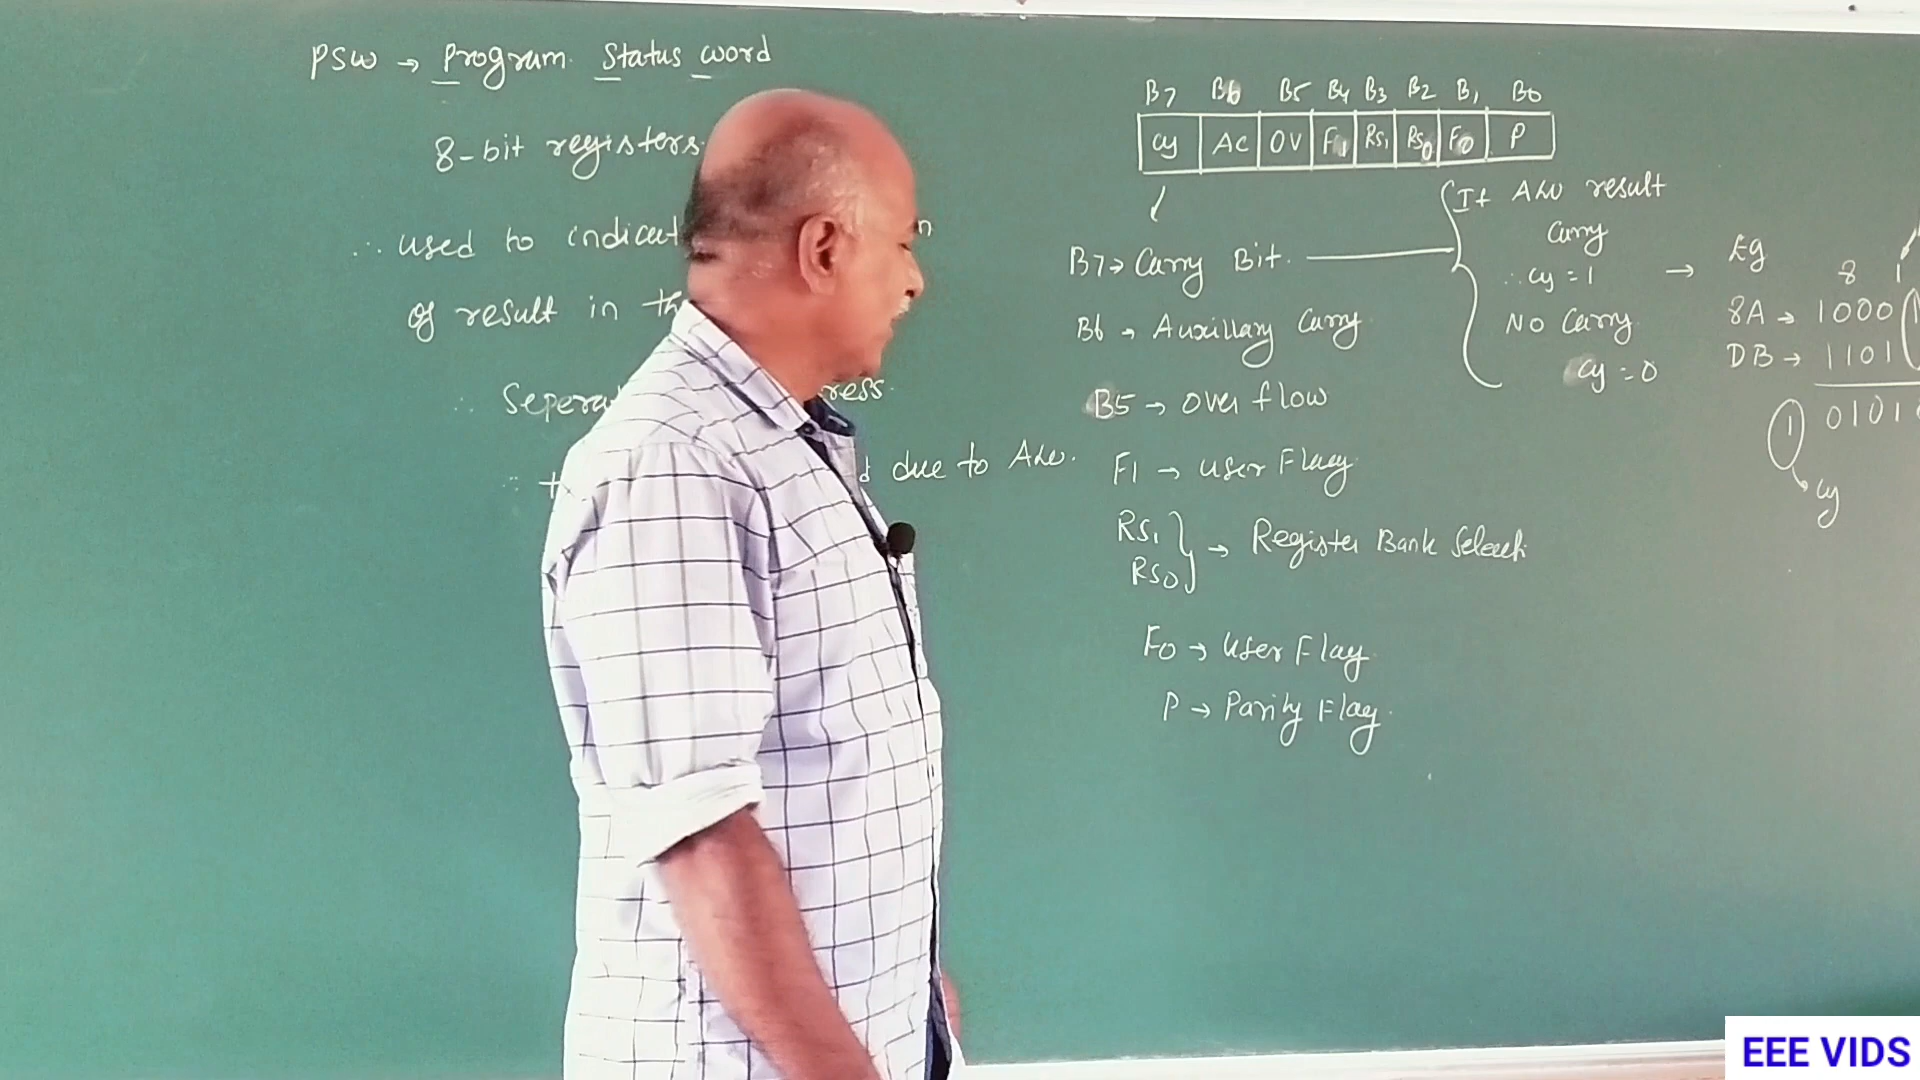 PSW → Program Status word
8-bit registers
∴ used to indicat
of result in th
ress.
due to ALU.
B7 B6 B5 B4 B3 B2 B1 B0
Cy AC OV F1 RS1 RS0 F0 P
B7→ Carry Bit.
B6 → Auxillary Carry
B5 → Over flow
F1 → User Flag
RS1
RS0 → Register Bank Select
F0 → User Flag
P → Parity Flag.
If ALU result
Carry
∴ Cy = 1
No Carry
Cy = 0
→ Eg
8 1
8A → 1000
DB → 1101
1 0101
Cy
EEE VIDS